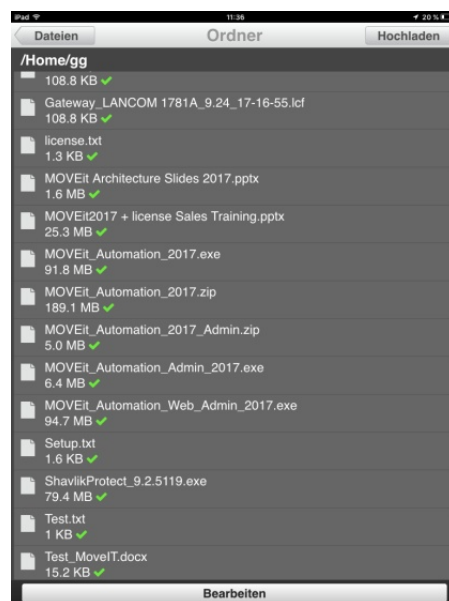 iPad 11:36 20 %
Dateien Ordner Hochladen
/Home/gg
108.8 KB
Gateway_LANCOM 1781A_9.24_17-16-55.lcf
108.8 KB
license.txt
1.3 KB
MOVEit Architecture Slides 2017.pptx
1.6 MB
MOVEit2017 + license Sales Training.pptx
25.3 MB
MOVEit_Automation_2017.exe
91.8 MB
MOVEit_Automation_2017.zip
189.1 MB
MOVEit_Automation_2017_Admin.zip
5.0 MB
MOVEit_Automation_Admin_2017.exe
6.4 MB
MOVEit_Automation_Web_Admin_2017.exe
94.7 MB
Setup.txt
1.6 KB
ShavlikProtect_9.2.5119.exe
79.4 MB
Test.txt
1 KB
Test_MoveIT.docx
15.2 KB
Bearbeiten